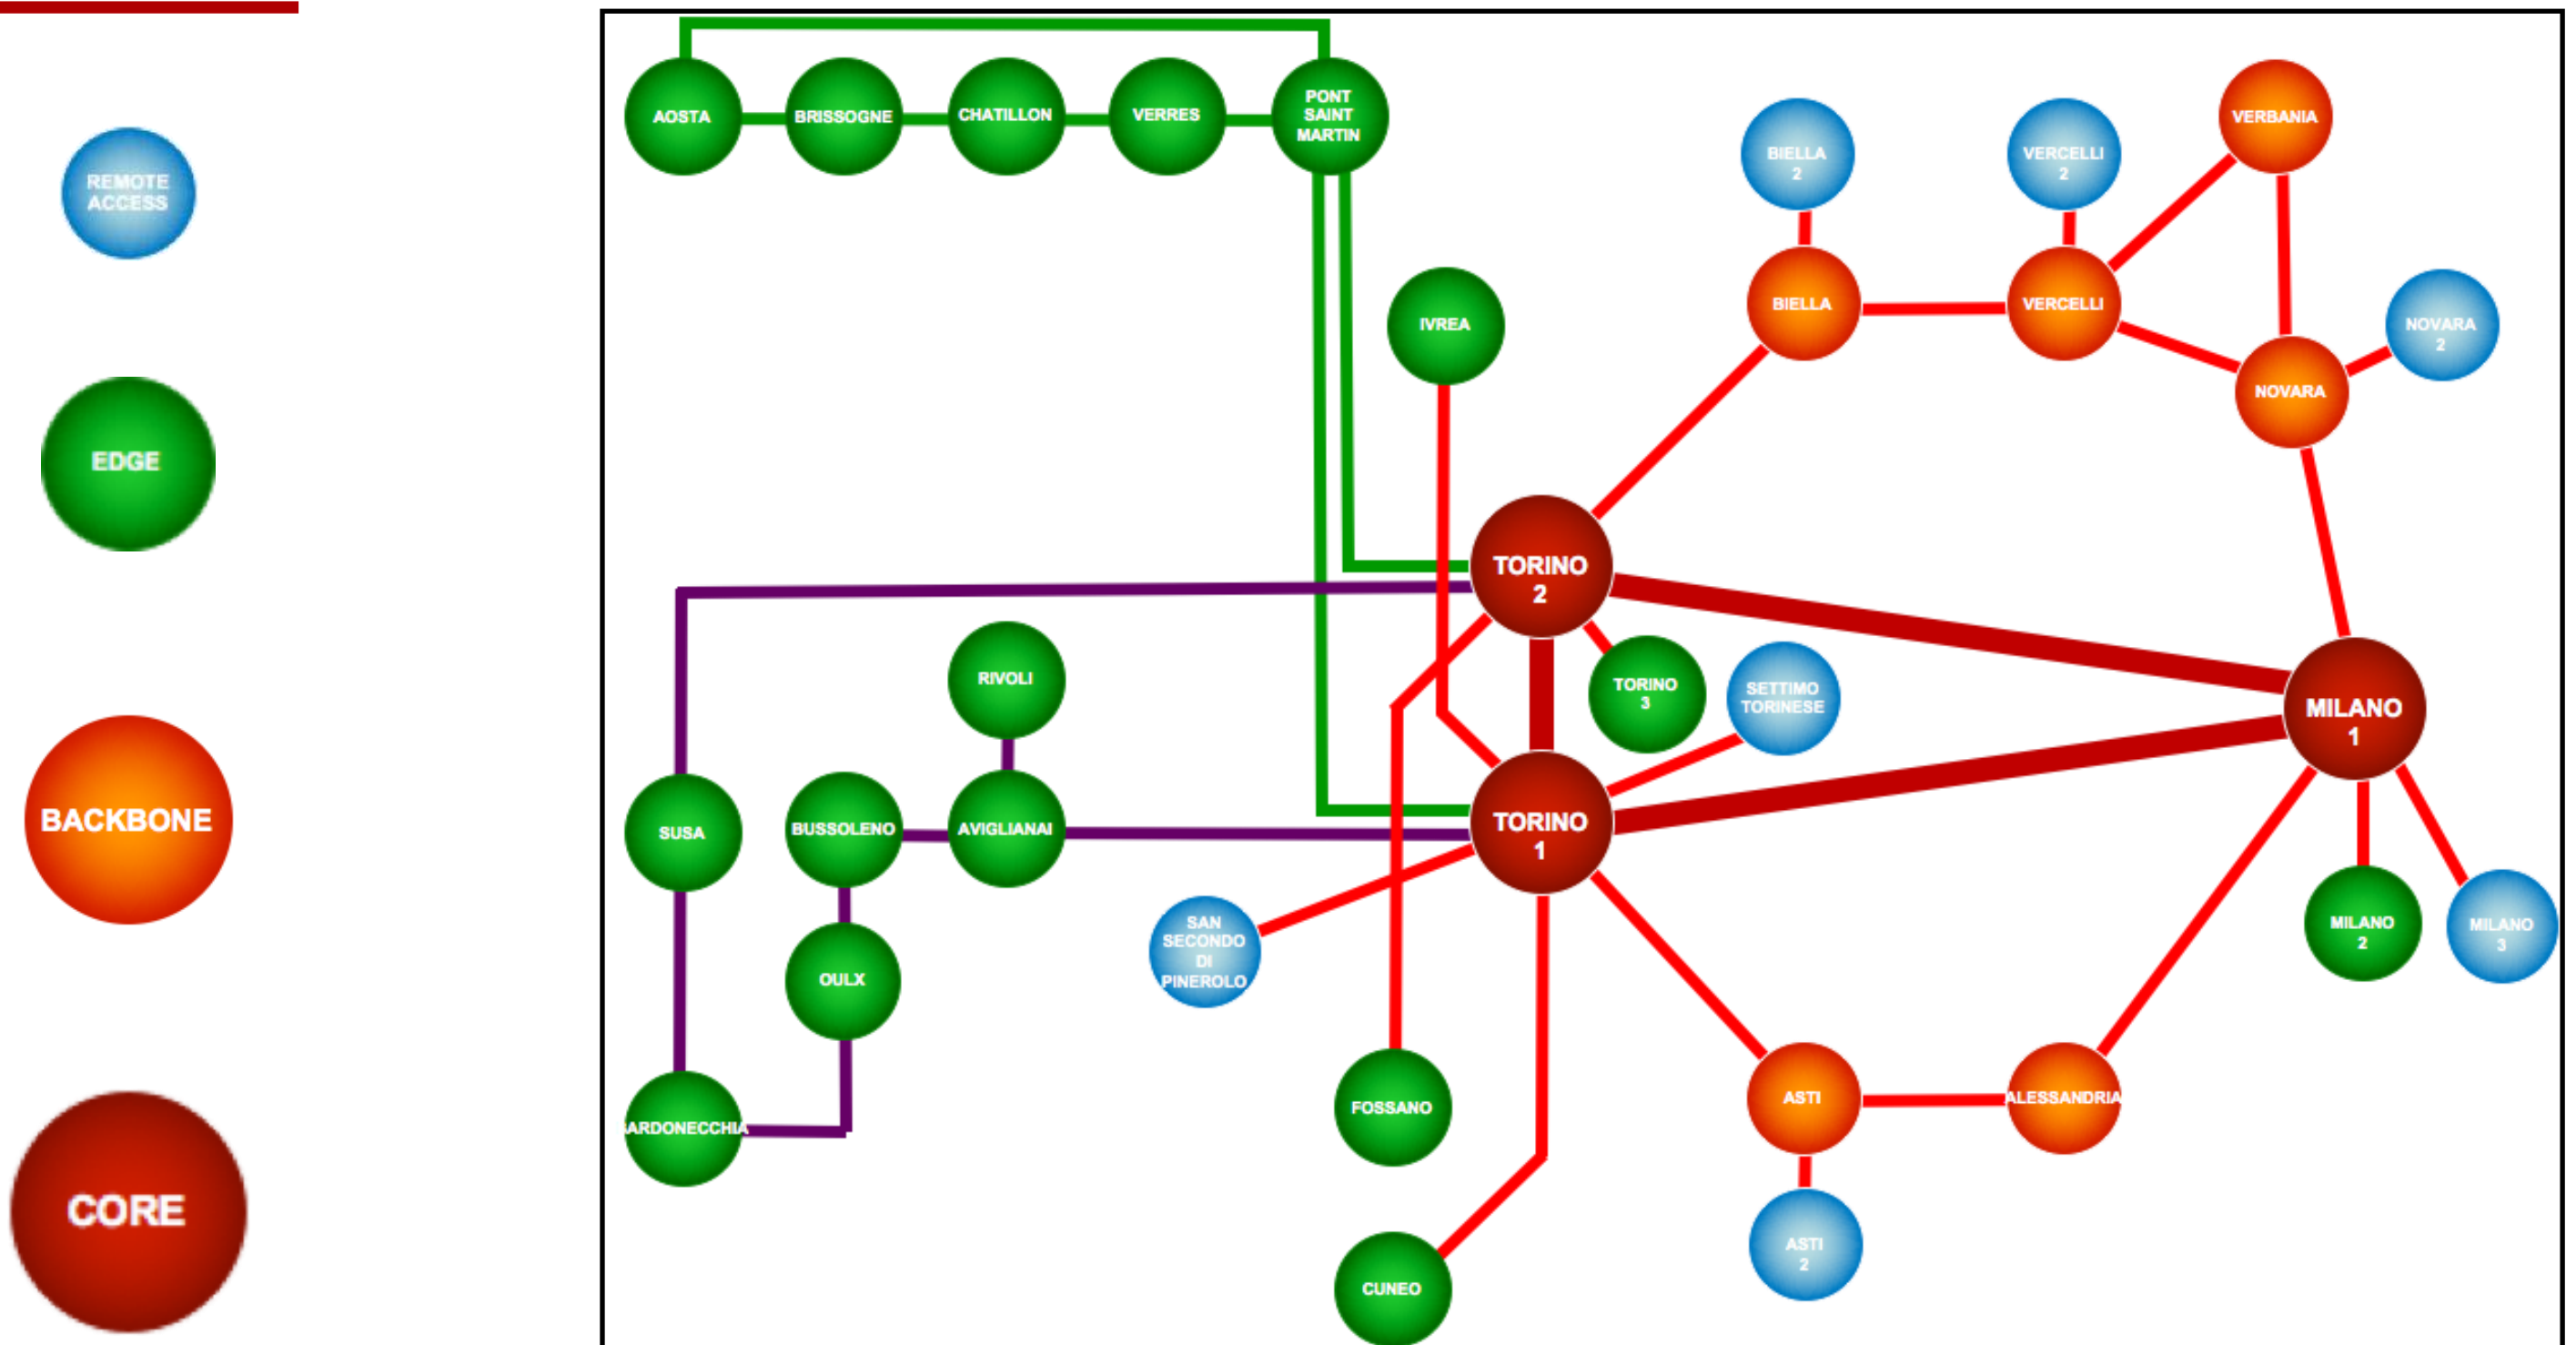 REMOTE
ACCESS
EDGE
BACKBONE
CORE
AOSTA
BRISSOGNE
CHATILLON
VERRES
PONT
SAINT
MARTIN
BIELLA
2
VERCELLI
2
VERBANIA
IVREA
BIELLA
VERCELLI
NOVARA
2
NOVARA
TORINO
2
RIVOLI
TORINO
3
SETTIMO
TORINESE
MILANO
1
SUSA
BUSSOLENO
AVIGLIANAI
TORINO
1
SAN
SECONDO
DI
PINEROLO
MILANO
2
MILANO
3
OULX
ARDONECCHIA
FOSSANO
ASTI
ALESSANDRIA
ASTI
2
CUNEO